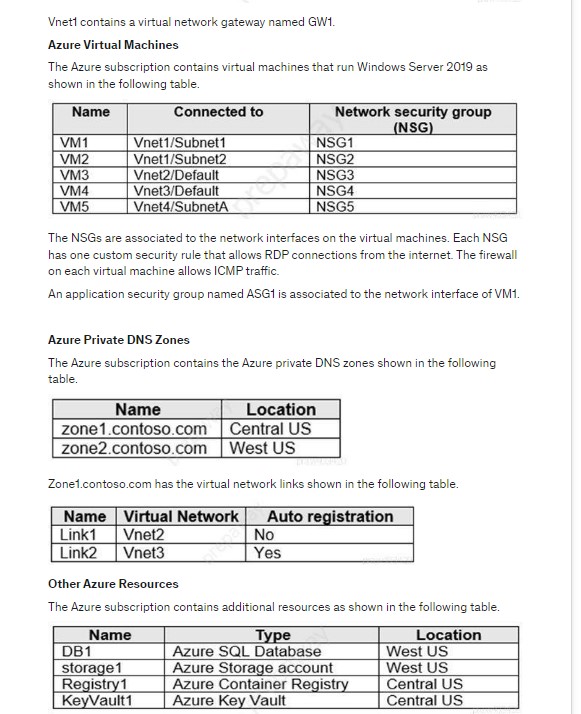 Vnet1 contains a virtual network gateway named GW1.
Azure Virtual Machines
The Azure subscription contains virtual machines that run Windows Server 2019 as
shown in the following table.
Name Connected to Network security group
(NSG)
VM1 Vnet1/Subnet1 NSG1
VM2 Vnet1/Subnet2 NSG2
VM3 Vnet2/Default NSG3
VM4 Vnet3/Default NSG4
VM5 Vnet4/SubnetA NSG5
The NSGs are associated to the network interfaces on the virtual machines. Each NSG
has one custom security rule that allows RDP connections from the internet. The firewall
on each virtual machine allows ICMP traffic.
An application security group named ASG1 is associated to the network interface of VM1.
Azure Private DNS Zones
The Azure subscription contains the Azure private DNS zones shown in the following
table.
Name Location
zone1.contoso.com Central US
zone2.contoso.com West US
Zone1.contoso.com has the virtual network links shown in the following table.
Name Virtual Network Auto registration
Link1 Vnet2 No
Link2 Vnet3 Yes
Other Azure Resources
The Azure subscription contains additional resources as shown in the following table.
Name Type Location
DB1 Azure SQL Database West US
storage1 Azure Storage account West US
Registry1 Azure Container Registry Central US
KeyVault1 Azure Key Vault Central US